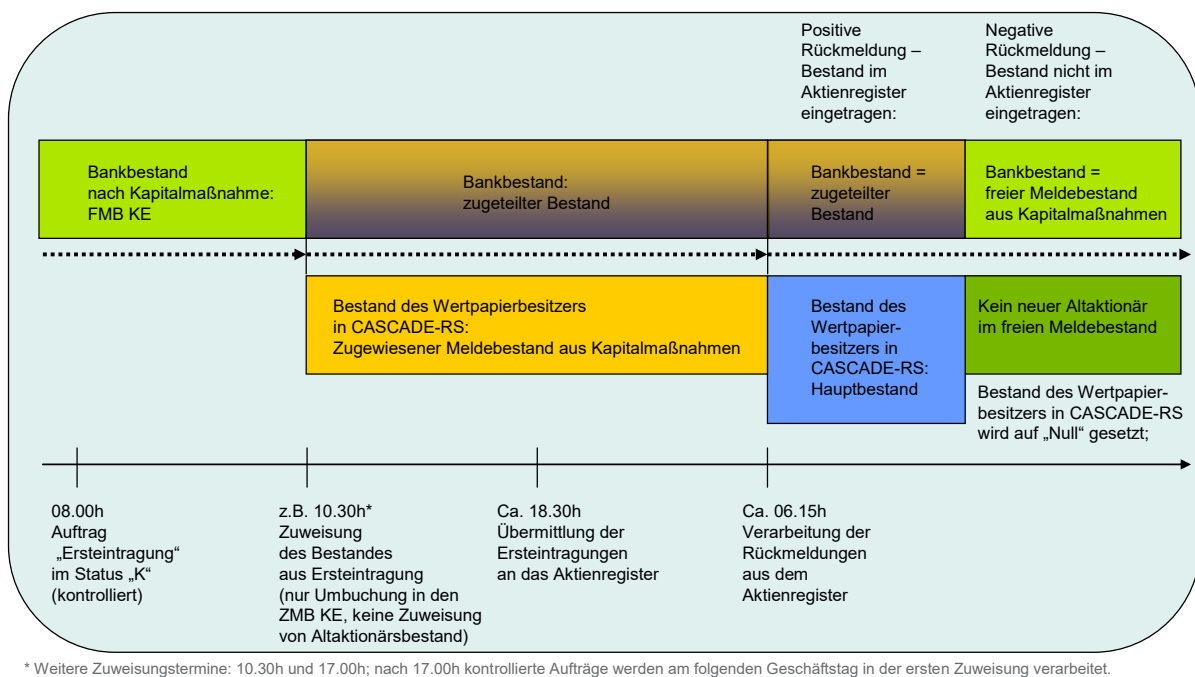 Positive
Rückmeldung –
Bestand im
Aktienregister
eingetragen:
Negative
Rückmeldung –
Bestand nicht im
Aktienregister
eingetragen:
Bankbestand
nach Kapitalmaßnahme:
FMB KE
Bankbestand:
zugeteilter Bestand
Bankbestand =
zugeteilter
Bestand
Bankbestand =
freier Meldebestand
aus Kapitalmaßnahmen
Bestand des Wertpapierbesitzers
in CASCADE-RS:
Zugewiesener Meldebestand aus Kapitalmaßnahmen
Bestand des
Wertpapier-
besitzers in
CASCADE-RS:
Hauptbestand
Kein neuer Altaktionär
im freien Meldebestand
Bestand des Wertpapier-
besitzers in CASCADE-RS
wird auf „Null“ gesetzt;
08.00h
Auftrag
„Ersteintragung“
im Status „K“
(kontrolliert)
z.B. 10.30h*
Zuweisung
des Bestandes
aus Ersteintragung
(nur Umbuchung in den
ZMB KE, keine Zuweisung
von Altaktionärsbestand)
Ca. 18.30h
Übermittlung der
Ersteintragungen
an das Aktienregister
Ca. 06.15h
Verarbeitung der
Rückmeldungen
aus dem
Aktienregister
* Weitere Zuweisungstermine: 10.30h und 17.00h; nach 17.00h kontrollierte Aufträge werden am folgenden Geschäftstag in der ersten Zuweisung verarbeitet.